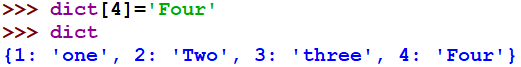 >>> dict[4]='Four'
>>> dict
{1: 'one', 2: 'Two', 3: 'three', 4: 'Four'}